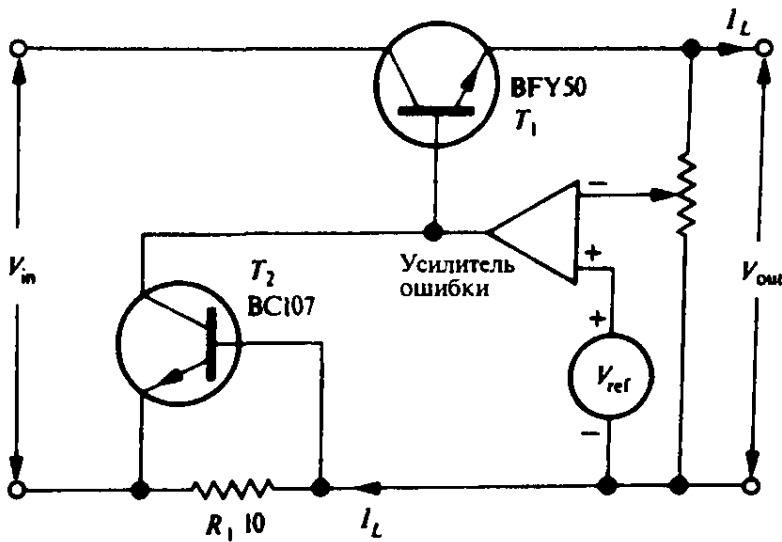 I_L
BFY50
T_1
−
+
Усилитель
ошибки
V_in
T_2
BC107
V_out
+
V_ref
−
R_1 10
I_L